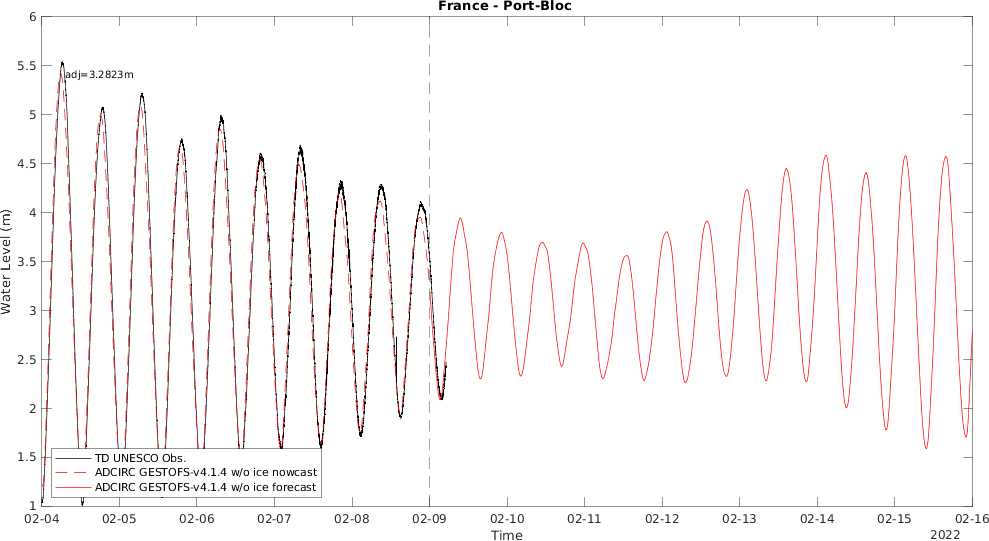 France - Port-Bloc
6
5.5
5
4.5
4
3.5
3
2.5
2
1.5
1
Water Level (m)
adj=3.2823m
TD UNESCO Obs.
ADCIRC GESTOFS-v4.1.4 w/o ice nowcast
ADCIRC GESTOFS-v4.1.4 w/o ice forecast
02-04 02-05 02-06 02-07 02-08 02-09 02-10 02-11 02-12 02-13 02-14 02-15 02-16
Time
2022